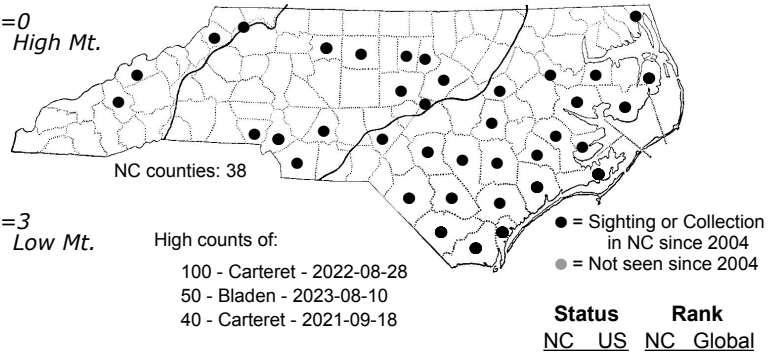 =0
High Mt.
NC counties: 38
=3
Low Mt.
High counts of:
100 - Carteret - 2022-08-28
50 - Bladen - 2023-08-10
40 - Carteret - 2021-09-18
= Sighting or Collection
in NC since 2004
= Not seen since 2004
Status Rank
NC US NC Global